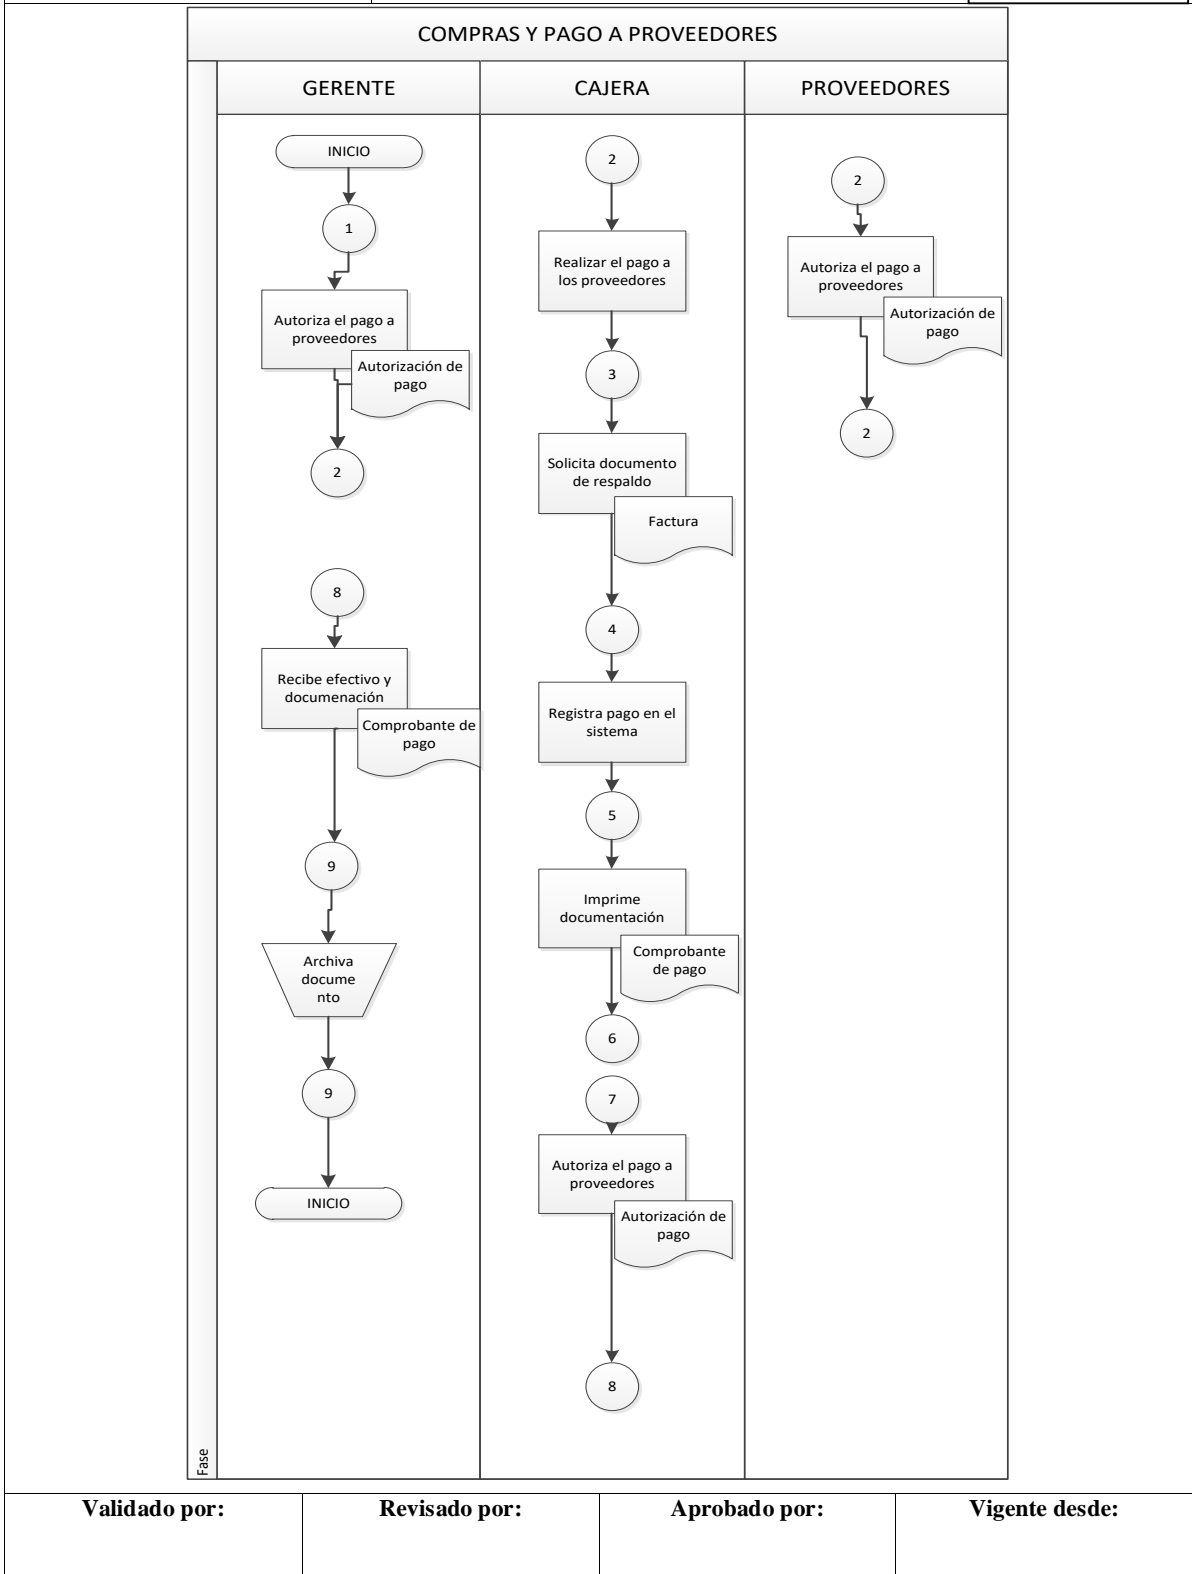 COMPRAS Y PAGO A PROVEEDORES
GERENTE
CAJERA
PROVEEDORES
Fase
INICIO
1
Autoriza el pago a
proveedores
Autorización de
pago
2
8
Recibe efectivo y
documenación
Comprobante de
pago
9
Archiva
docume
nto
9
INICIO
2
Realizar el pago a
los proveedores
3
Solicita documento
de respaldo
Factura
4
Registra pago en el
sistema
5
Imprime
documentación
Comprobante
de pago
6
7
Autoriza el pago a
proveedores
Autorización de
pago
8
2
Autoriza el pago a
proveedores
Autorización de
pago
2
Validado por:
Revisado por:
Aprobado por:
Vigente desde: